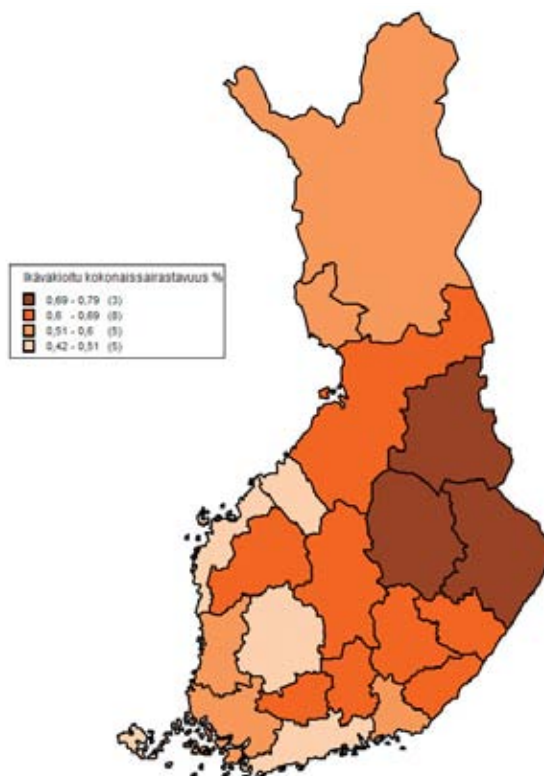 Ikävakioitu kokonaissairastavuus %
0,69 - 0,79 (3)
0,6 - 0,69 (8)
0,51 - 0,6 (5)
0,42 - 0,51 (5)